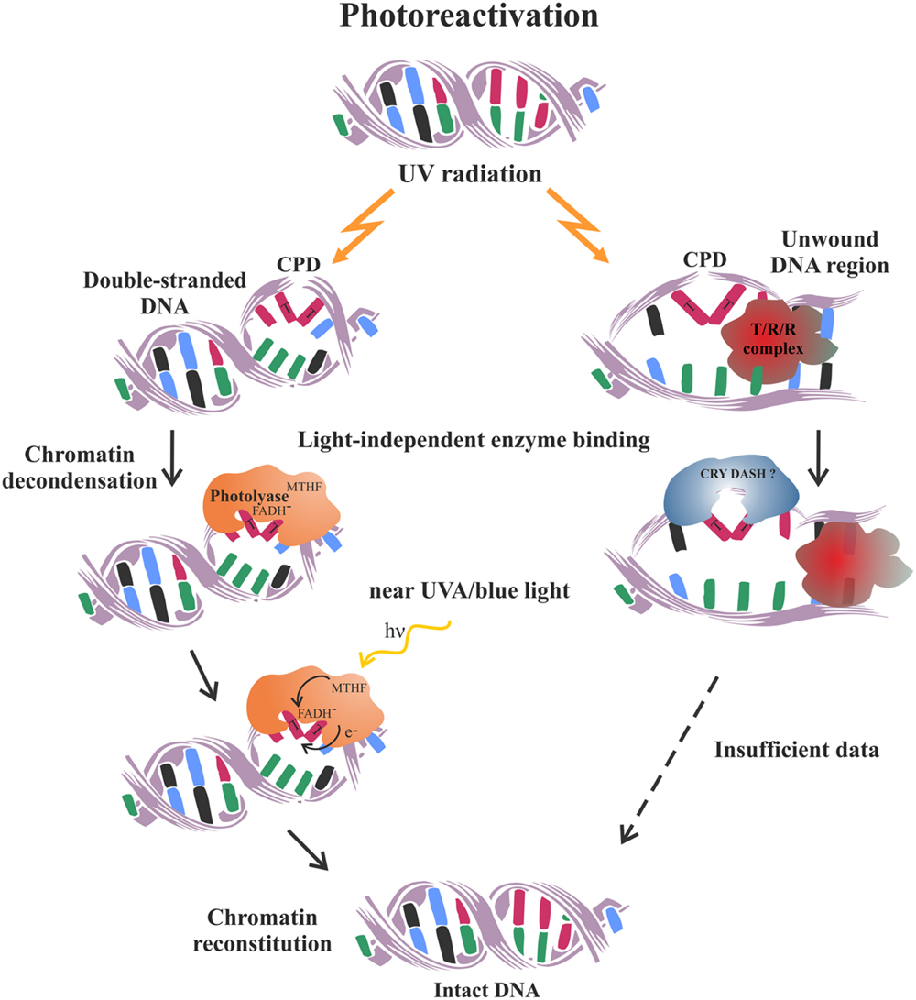 Photoreactivation
UV radiation
CPD
Double-stranded
DNA
CPD
Unwound
DNA region
T/R/R
complex
T T
T T
Light-independent enzyme binding
Chromatin
decondensation
Photolyase
MTHF
FADH⁻
T T
CRY DASH ?
T T
near UVA/blue light
hν
MTHF
FADH⁻
e-
T T
Insufficient data
Chromatin
reconstitution
Intact DNA